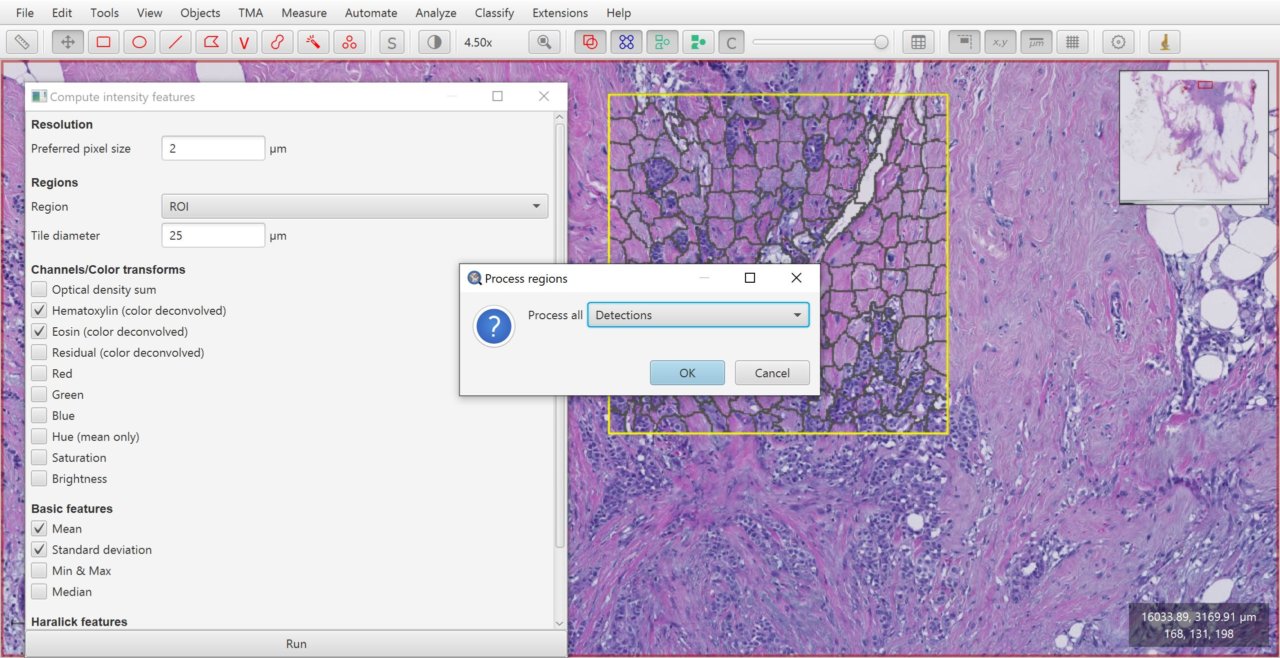 File Edit Tools View Objects TMA Measure Automate Analyze Classify Extensions Help
V S 4.50x C x,y μm
Compute intensity features
Resolution
Preferred pixel size 2 μm
Regions
Region ROI
Tile diameter 25 μm
Channels/Color transforms
Optical density sum
Hematoxylin (color deconvolved)
Eosin (color deconvolved)
Residual (color deconvolved)
Red
Green
Blue
Hue (mean only)
Saturation
Brightness
Basic features
Mean
Standard deviation
Min & Max
Median
Haralick features
Run
Process regions
? Process all Detections
OK Cancel
16033.89, 3169.91 μm
168, 131, 198